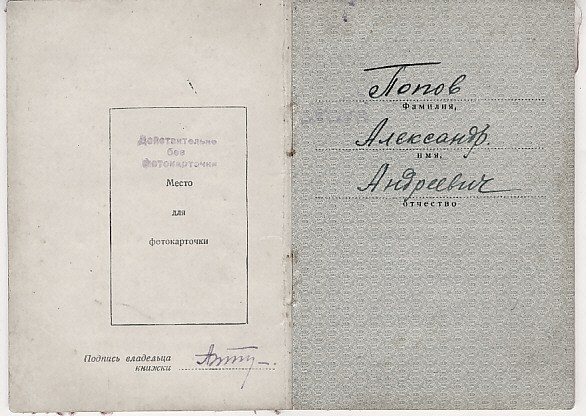 Действительно
без
фотокарточки
Место
для
фотокарточки
Подпись владельца
книжки
Попов
Фамилия,
Александр.
имя,
Андреевич
отчество